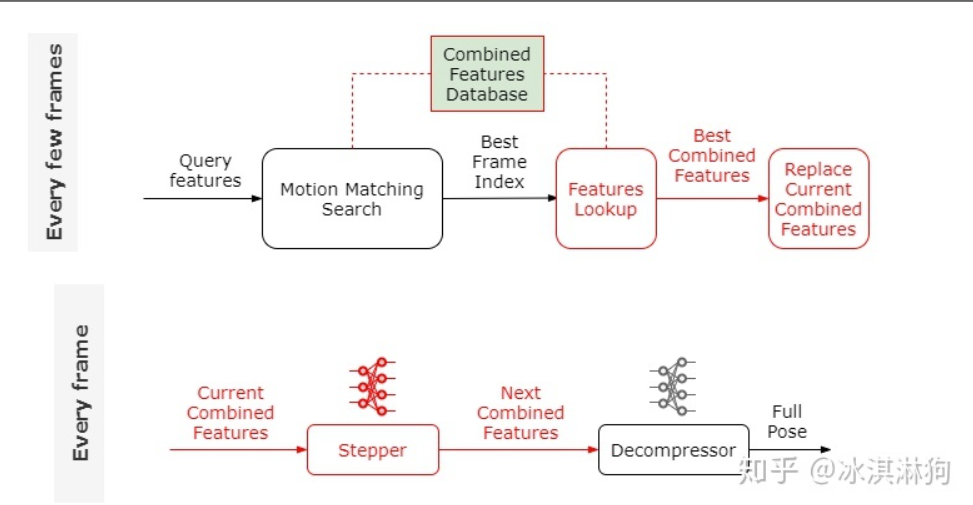 Every few frames
Combined
Features
Database
Query
features
Motion Matching
Search
Best
Frame
Index
Features
Lookup
Best
Combined
Features
Replace
Current
Combined
Features
Every frame
Current
Combined
Features
Stepper
Next
Combined
Features
Decompressor
Full
Pose
知乎 @冰淇淋狗